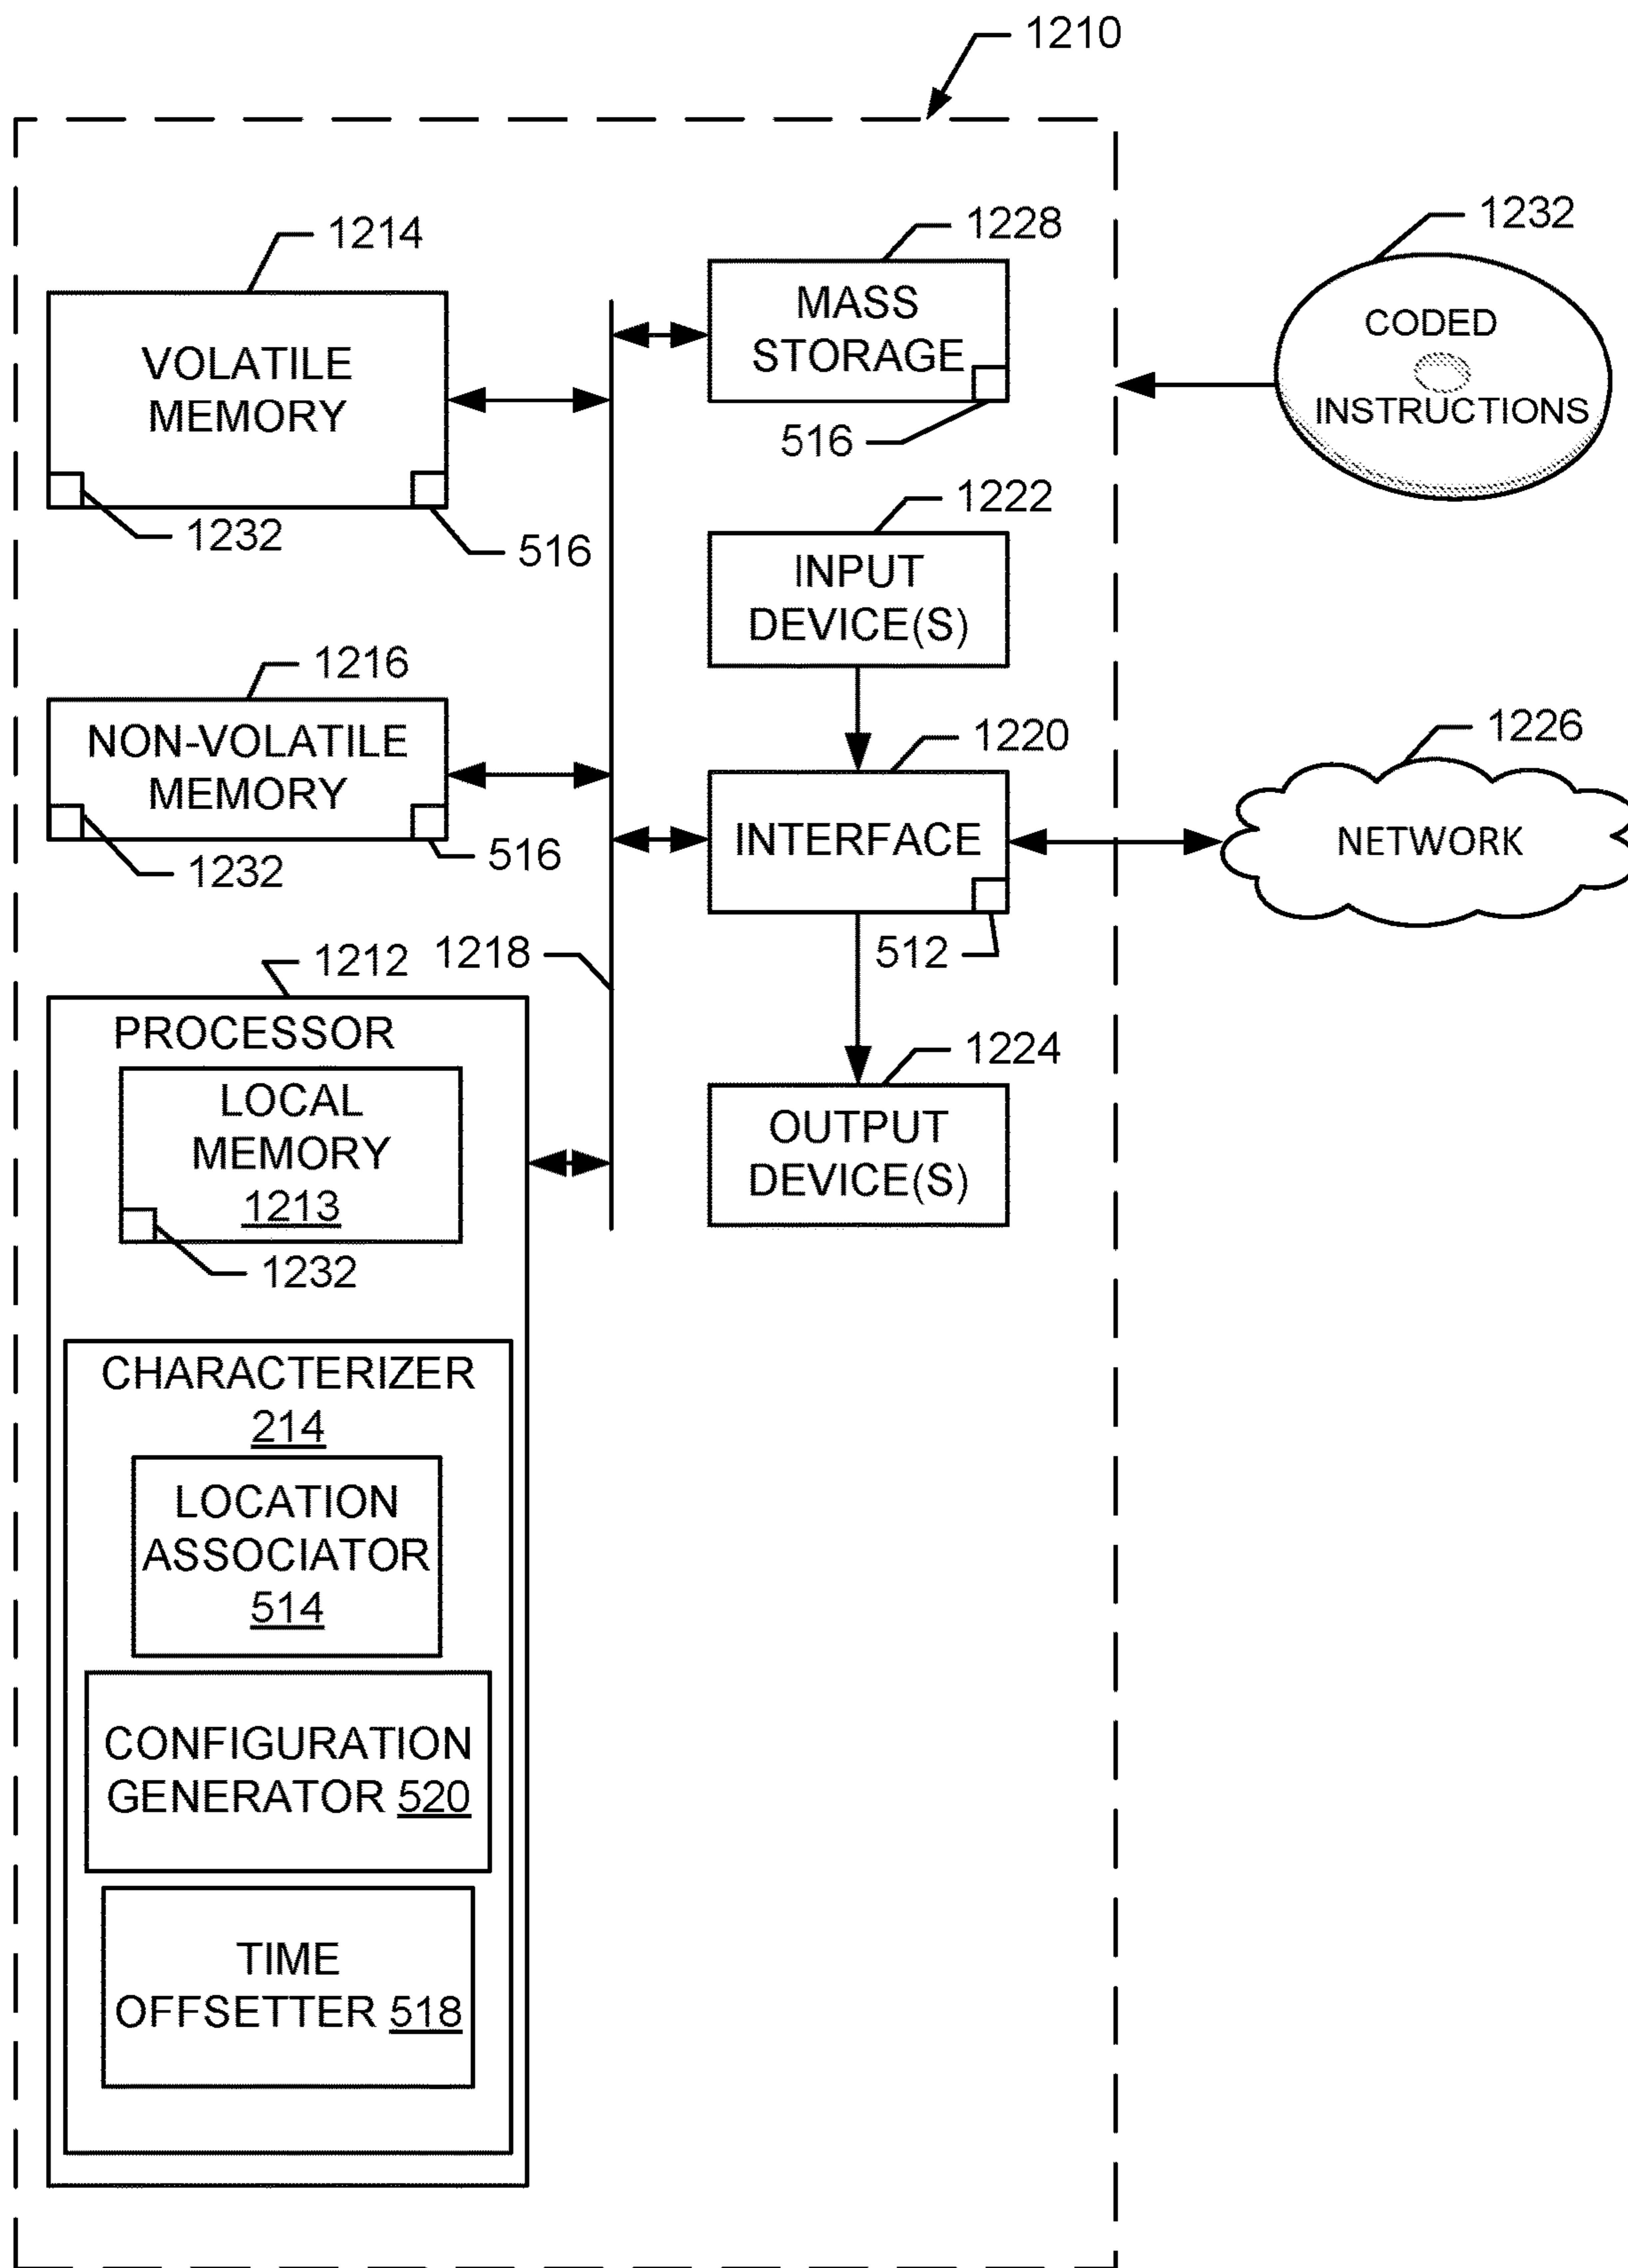 1210
1214
VOLATILE
MEMORY
1232
516
1228
MASS
STORAGE
516
1232
CODED
INSTRUCTIONS
1222
INPUT
DEVICE(S)
1216
NON-VOLATILE
MEMORY
1232
516
1220
INTERFACE
512
1226
NETWORK
1218
1224
OUTPUT
DEVICE(S)
1212
PROCESSOR
LOCAL
MEMORY
1213
1232
CHARACTERIZER
214
LOCATION
ASSOCIATOR
514
CONFIGURATION
GENERATOR 520
TIME
OFFSETTER 518